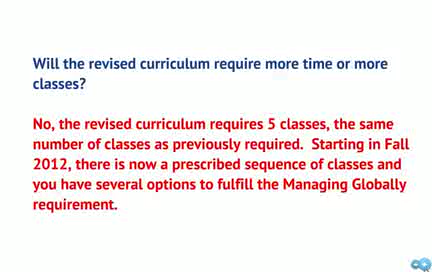 Will the revised curriculum require more time or more
classes?
No, the revised curriculum requires 5 classes, the same
number of classes as previously required.  Starting in Fall
2012, there is now a prescribed sequence of classes and
you have several options to fulfill the Managing Globally
requirement.